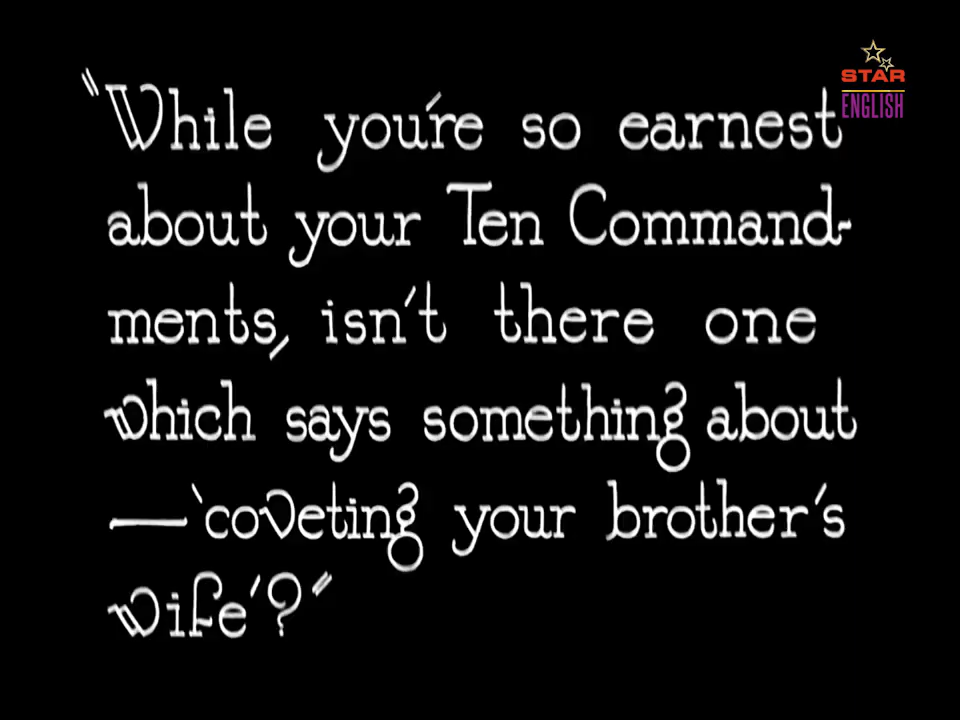 STAR
ENGLISH
"While you're so earnest
about your Ten Command-
ments, isn't there one
which says something about
—'coveting your brother's
wife'?"